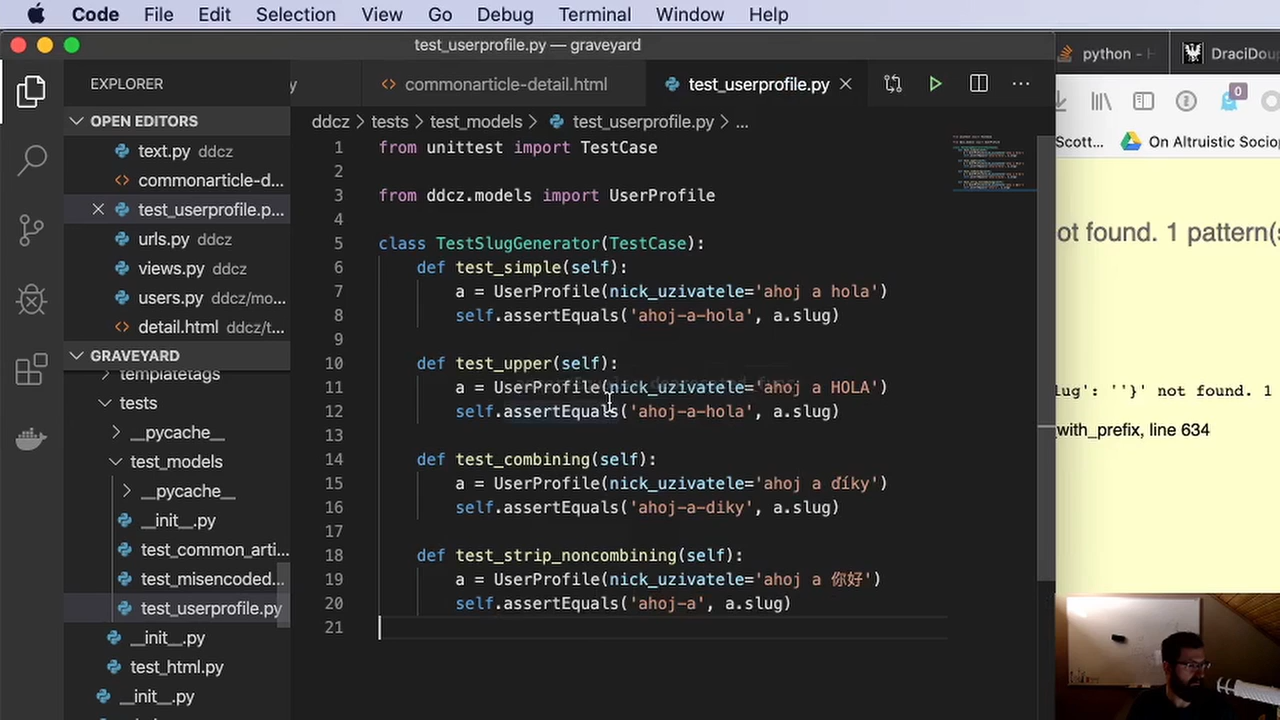 Code File Edit Selection View Go Debug Terminal Window Help
test_userprofile.py — graveyard
python - H
DraciDou
EXPLORER
y
commonarticle-detail.html
test_userprofile.py
OPEN EDITORS
text.py ddcz
commonarticle-d...
test_userprofile.p...
urls.py ddcz
views.py ddcz
users.py ddcz/mo...
detail.html ddcz/t...
GRAVEYARD
templatetags
tests
__pycache__
test_models
__pycache__
__init__.py
test_common_arti...
test_misencoded...
test_userprofile.py
__init__.py
test_html.py
__init__.py
ddcz > tests > test_models > test_userprofile.py > ...
1 from unittest import TestCase
2
3 from ddcz.models import UserProfile
4
5 class TestSlugGenerator(TestCase):
6 def test_simple(self):
7 a = UserProfile(nick_uzivatele='ahoj a hola')
8 self.assertEquals('ahoj-a-hola', a.slug)
9
10 def test_upper(self):
11 a = UserProfile(nick_uzivatele='ahoj a HOLA')
12 self.assertEquals('ahoj-a-hola', a.slug)
13
14 def test_combining(self):
15 a = UserProfile(nick_uzivatele='ahoj a ďíky')
16 self.assertEquals('ahoj-a-diky', a.slug)
17
18 def test_strip_noncombining(self):
19 a = UserProfile(nick_uzivatele='ahoj a 你好')
20 self.assertEquals('ahoj-a', a.slug)
21
0
Scott...
On Altruistic Sociop
ot found. 1 pattern(s
lug': ''}' not found. 1
_with_prefix, line 634